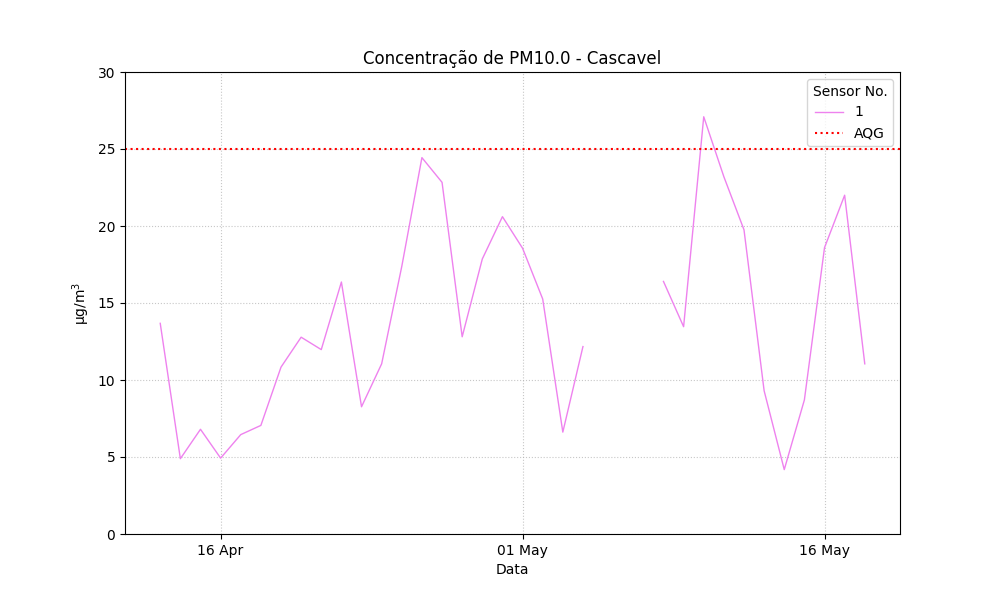 Concentração de PM10.0 - Cascavel
Sensor No.
1
AQG
30
25
20
15
10
5
0
µg/m³
16 Apr
01 May
16 May
Data